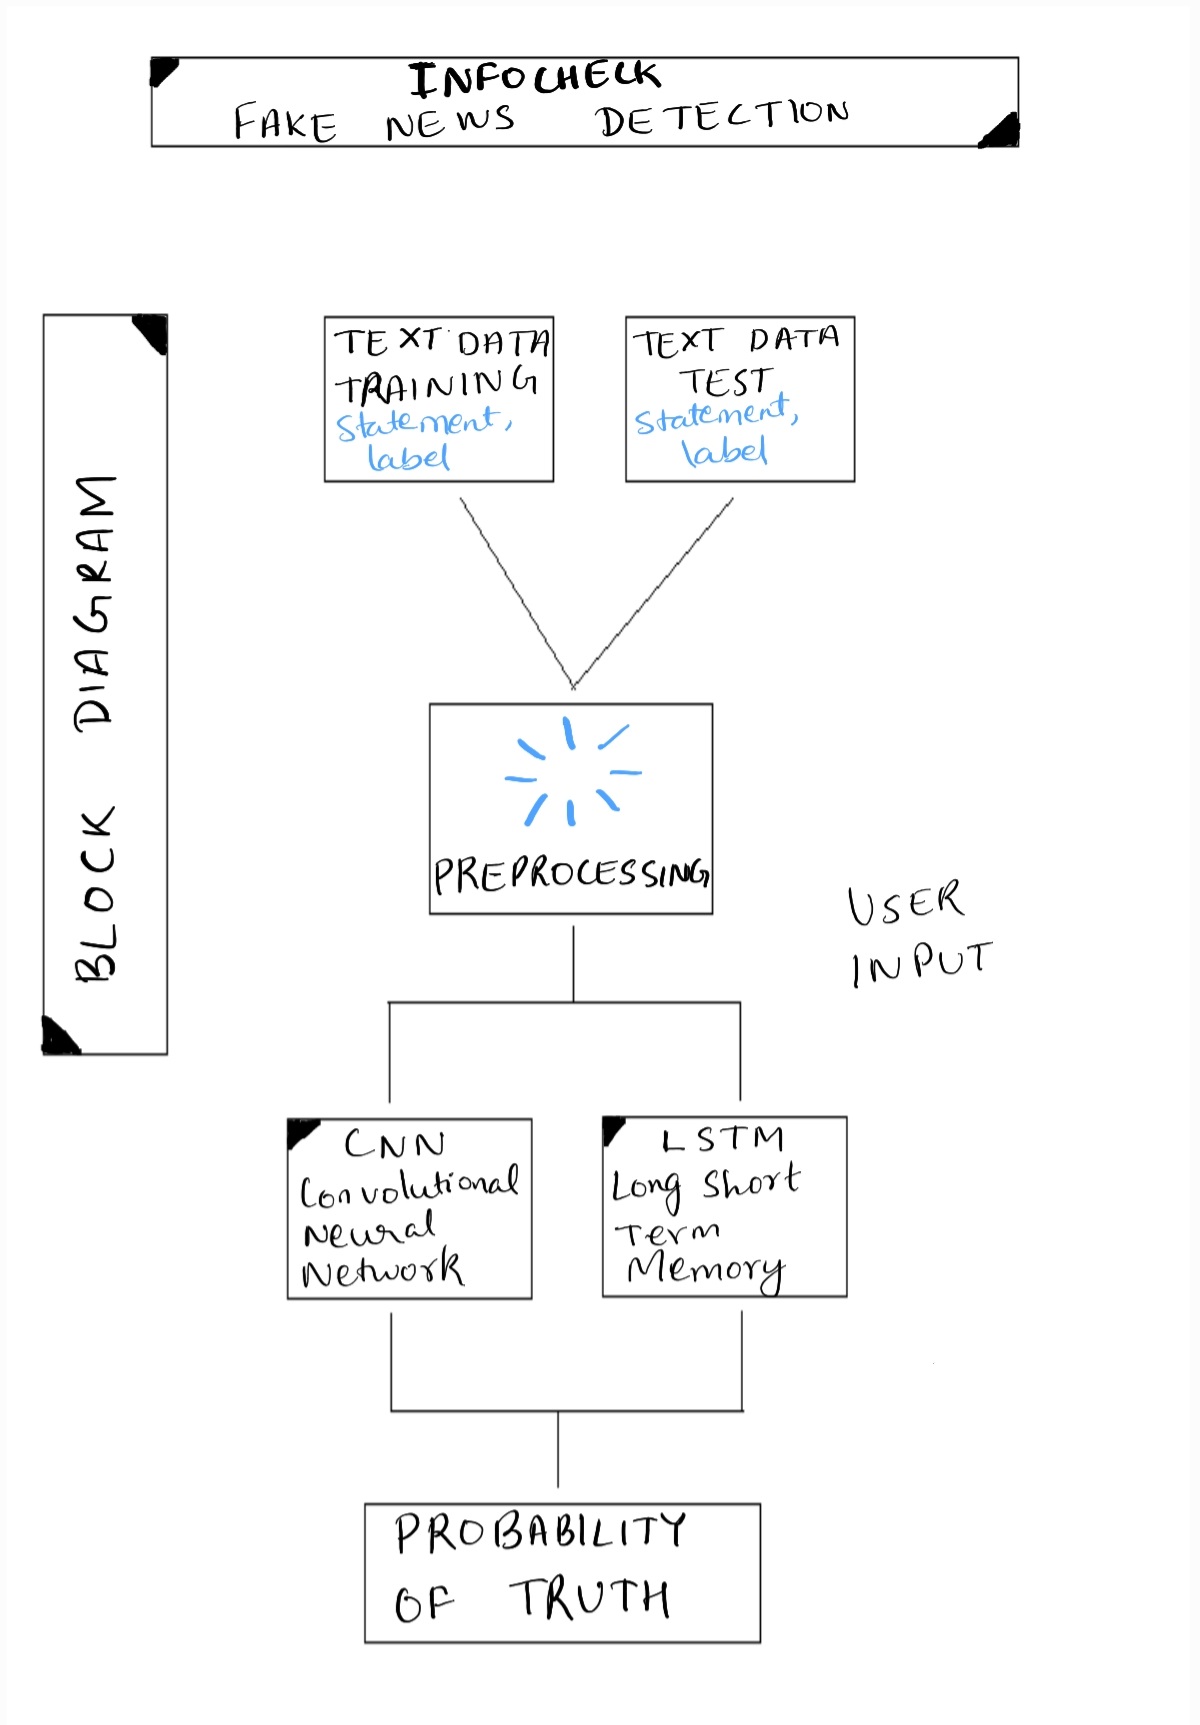 INFOCHECK
FAKE NEWS DETECTION
BLOCK DIAGRAM
TEXT DATA
TRAINING
Statement,
label
TEXT DATA
TEST
Statement,
label
PREPROCESSING
USER
INPUT
CNN
Convolutional
Neural
Network
LSTM
Long Short
Term
Memory
PROBABILITY
OF TRUTH